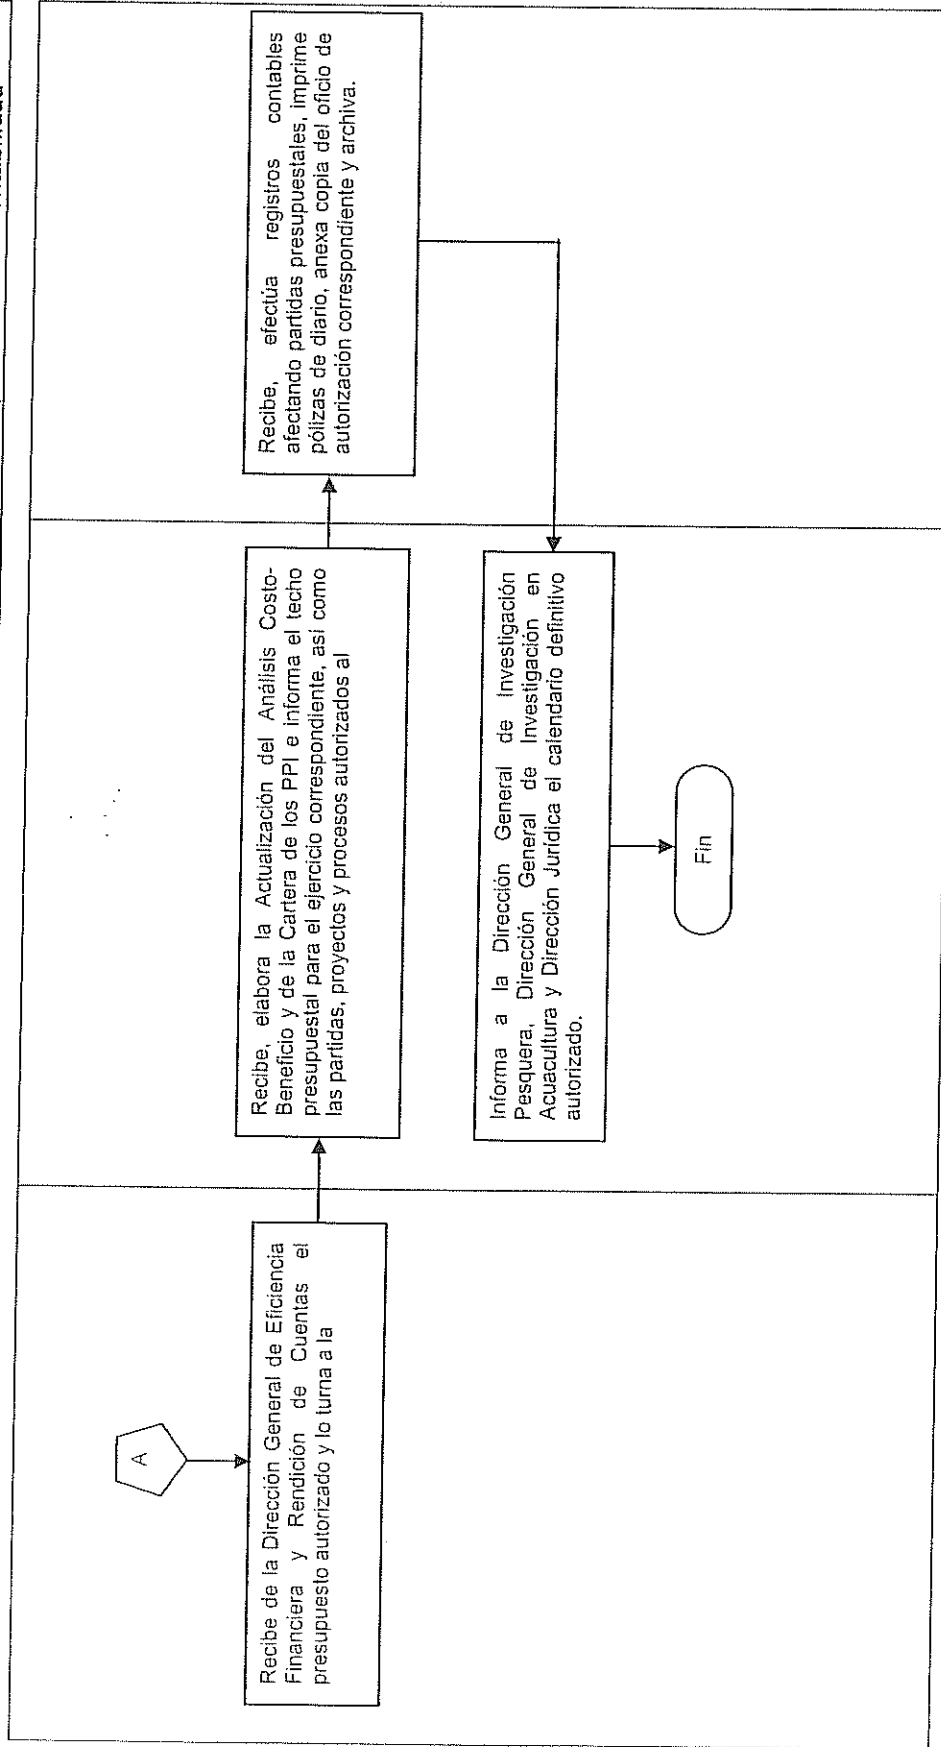 A
Recibe de la Dirección General de Eficiencia
Financiera y Rendición de Cuentas el
presupuesto autorizado y lo turna a la
Recibe, elabora la Actualización del Análisis Costo-
Beneficio y de la Cartera de los PPI e informa el techo
presupuestal para el ejercicio correspondiente, así como
las partidas, proyectos y procesos autorizados al
Recibe, efectúa registros contables
afectando partidas presupuestales, imprime
pólizas de diario, anexa copia del oficio de
autorización correspondiente y archiva.
Informa a la Dirección General de Investigación
Pesquera, Dirección General de Investigación en
Acuacultura y Dirección Jurídica el calendario definitivo
autorizado.
Fin